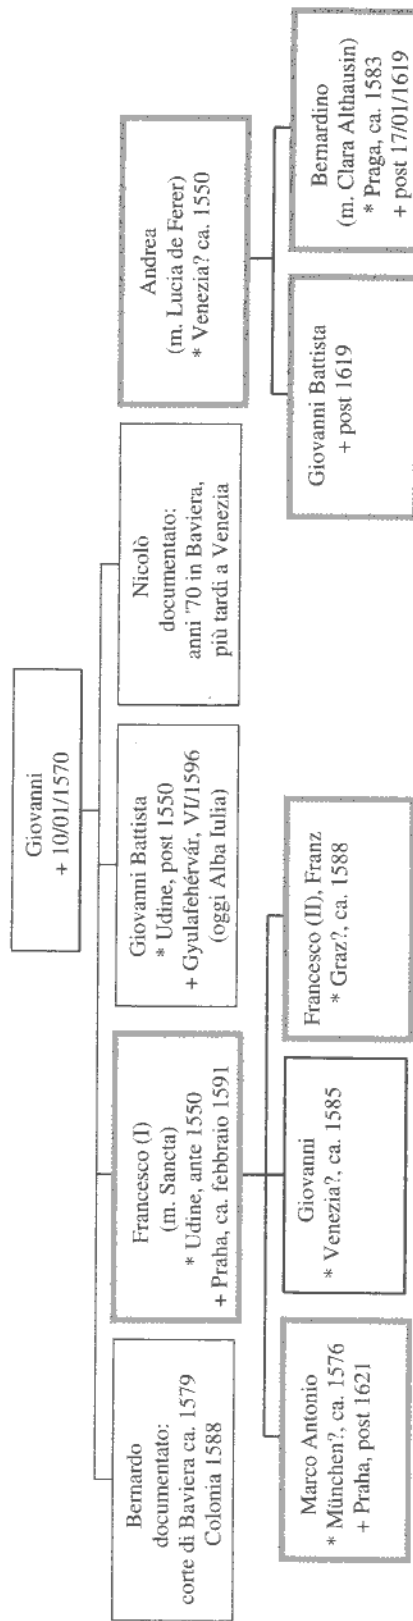 Giovanni
+ 10/01/1570
Bernardo
documentato:
corte di Baviera ca. 1579
Colonia 1588
Francesco (I)
(m. Sancta)
* Udine, ante 1550
+ Praha, ca. febbraio 1591
Giovanni Battista
* Udine, post 1550
+ Gyulafehérvár, VI/1596
(oggi Alba Iulia)
Nicolò
documentato:
anni '70 in Baviera,
più tardi a Venezia
Andrea
(m. Lucia de Ferer)
* Venezia? ca. 1550
Marco Antonio
* München?, ca. 1576
+ Praha, post 1621
Giovanni
* Venezia?, ca. 1585
Francesco (II), Franz
* Graz?, ca. 1588
Giovanni Battista
+ post 1619
Bernardino
(m. Clara Althausin)
* Praga, ca. 1583
+ post 17/01/1619